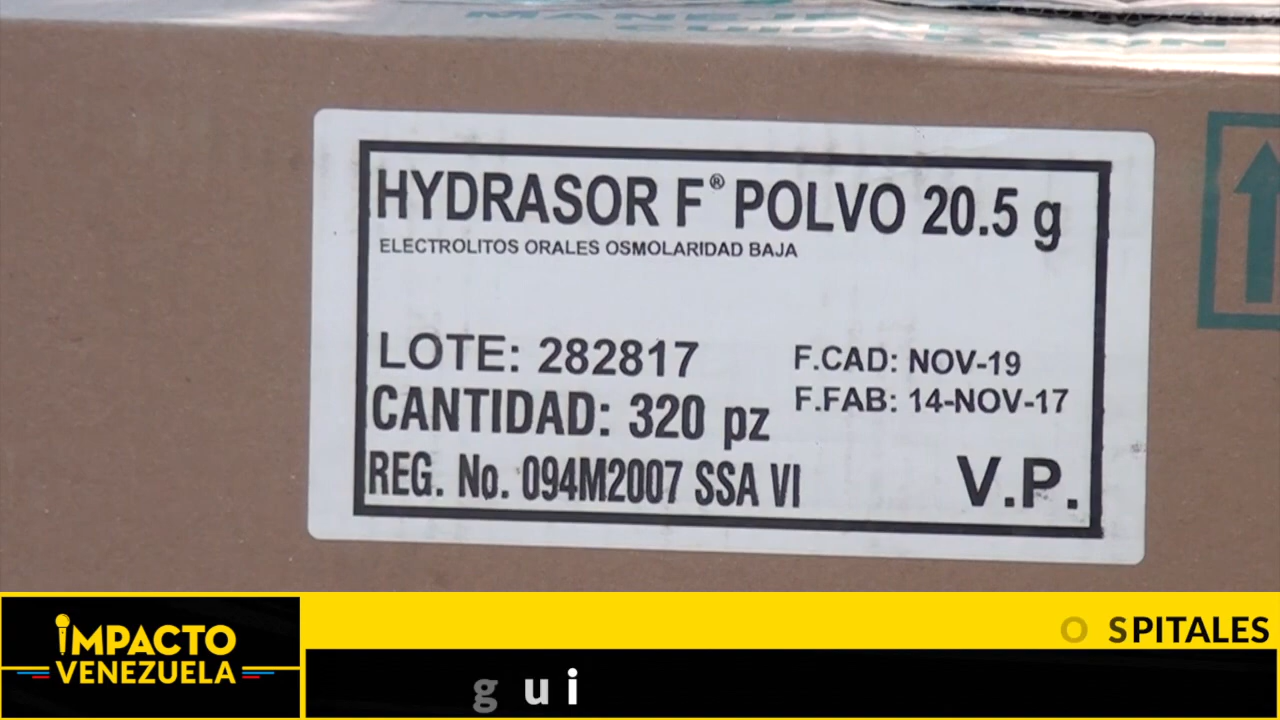 HYDRASOR F® POLVO 20.5 g
ELECTROLITOS ORALES OSMOLARIDAD BAJA
LOTE: 282817
F.CAD: NOV-19
CANTIDAD: 320 pz
F.FAB: 14-NOV-17
REG. No. 094M2007 SSA VI
V.P.
IMPACTO
VENEZUELA
O SPITALES
g u i